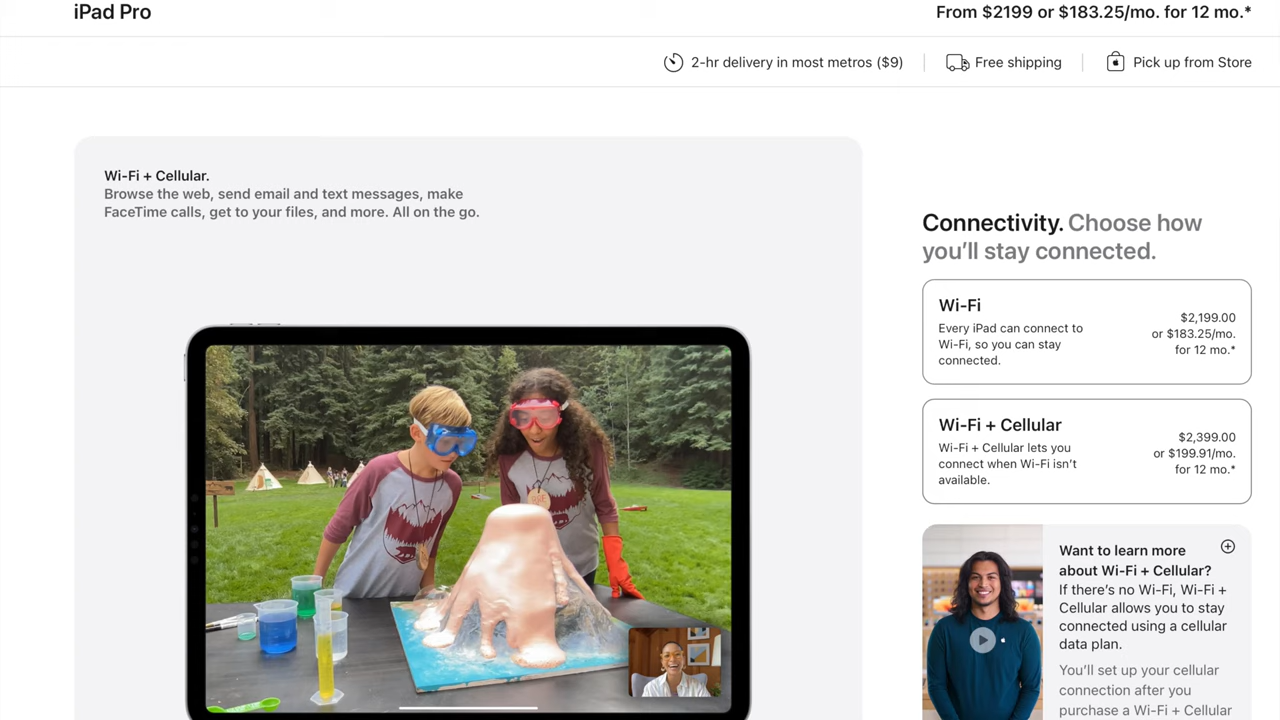 iPad Pro
From $2199 or $183.25/mo. for 12 mo.*
2-hr delivery in most metros ($9)
Free shipping
Pick up from Store
Wi-Fi + Cellular.
Browse the web, send email and text messages, make
FaceTime calls, get to your files, and more. All on the go.
Connectivity. Choose how
you'll stay connected.
Wi-Fi
Every iPad can connect to
Wi-Fi, so you can stay
connected.
$2,199.00
or $183.25/mo.
for 12 mo.*
Wi-Fi + Cellular
Wi-Fi + Cellular lets you
connect when Wi-Fi isn't
available.
$2,399.00
or $199.91/mo.
for 12 mo.*
Want to learn more
about Wi-Fi + Cellular?
If there's no Wi-Fi, Wi-Fi +
Cellular allows you to stay
connected using a cellular
data plan.
You'll set up your cellular
connection after you
purchase a Wi-Fi + Cellular